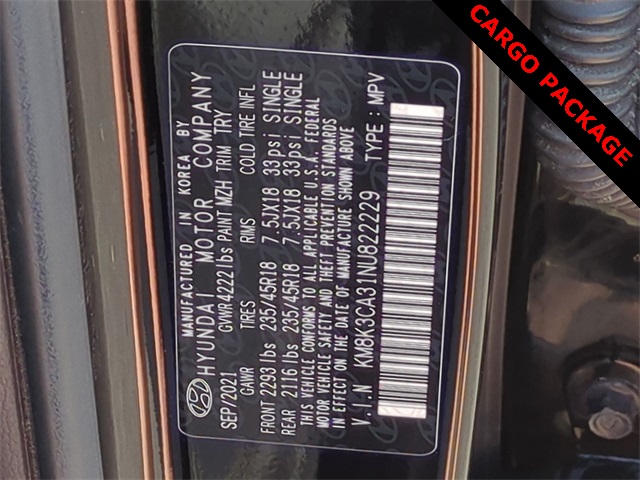 CARGO PACKAGE
MANUFACTURED IN KOREA BY
HYUNDAI MOTOR COMPANY
SEP/2021 GVWR 4222 lbs PAINT MZH TRIM TRY
GAWR TIRES RIMS COLD TIRE INFL
FRONT 2293 lbs 235/45R18 7.5JX18 33psi SINGLE
REAR 2116 lbs 235/45R18 7.5JX18 33psi SINGLE
THIS VEHICLE CONFORMS TO ALL APPLICABLE U.S.A. FEDERAL
MOTOR VEHICLE SAFETY AND THEFT PREVENTION STANDARDS
IN EFFECT ON THE DATE OF MANUFACTURE SHOWN ABOVE
V.I.N KM8K3CA31NU822229 TYPE : MPV